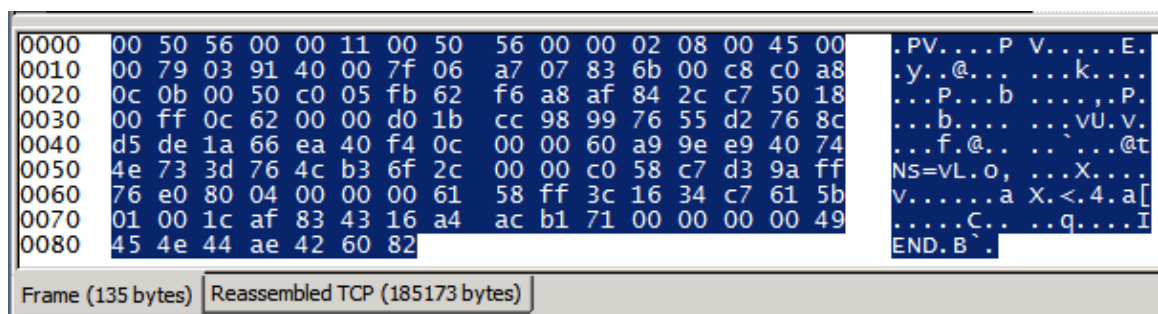 0000 00 50 56 00 00 11 00 50 56 00 00 02 08 00 45 00 .PV....P V.....E.
0010 00 79 03 91 40 00 7f 06 a7 07 83 6b 00 c8 c0 a8 .y..@... ...k....
0020 0c 0b 00 50 c0 05 fb 62 f6 a8 af 84 2c c7 50 18 ...P...b ....,.P.
0030 00 ff 0c 62 00 00 d0 1b cc 98 99 76 55 d2 76 8c ...b.... ...vU.v.
0040 d5 de 1a 66 ea 40 f4 0c 00 00 60 a9 9e e9 40 74 ...f.@.. ..`...@t
0050 4e 73 3d 76 4c b3 6f 2c 00 00 c0 58 c7 d3 9a ff Ns=vL.o, ...X....
0060 76 e0 80 04 00 00 00 61 58 ff 3c 16 34 c7 61 5b v......a X.<.4.a[
0070 01 00 1c af 83 43 16 a4 ac b1 71 00 00 00 00 49 .....C.. ..q....I
0080 45 4e 44 ae 42 60 82 END.B`.
Frame (135 bytes) Reassembled TCP (185173 bytes)